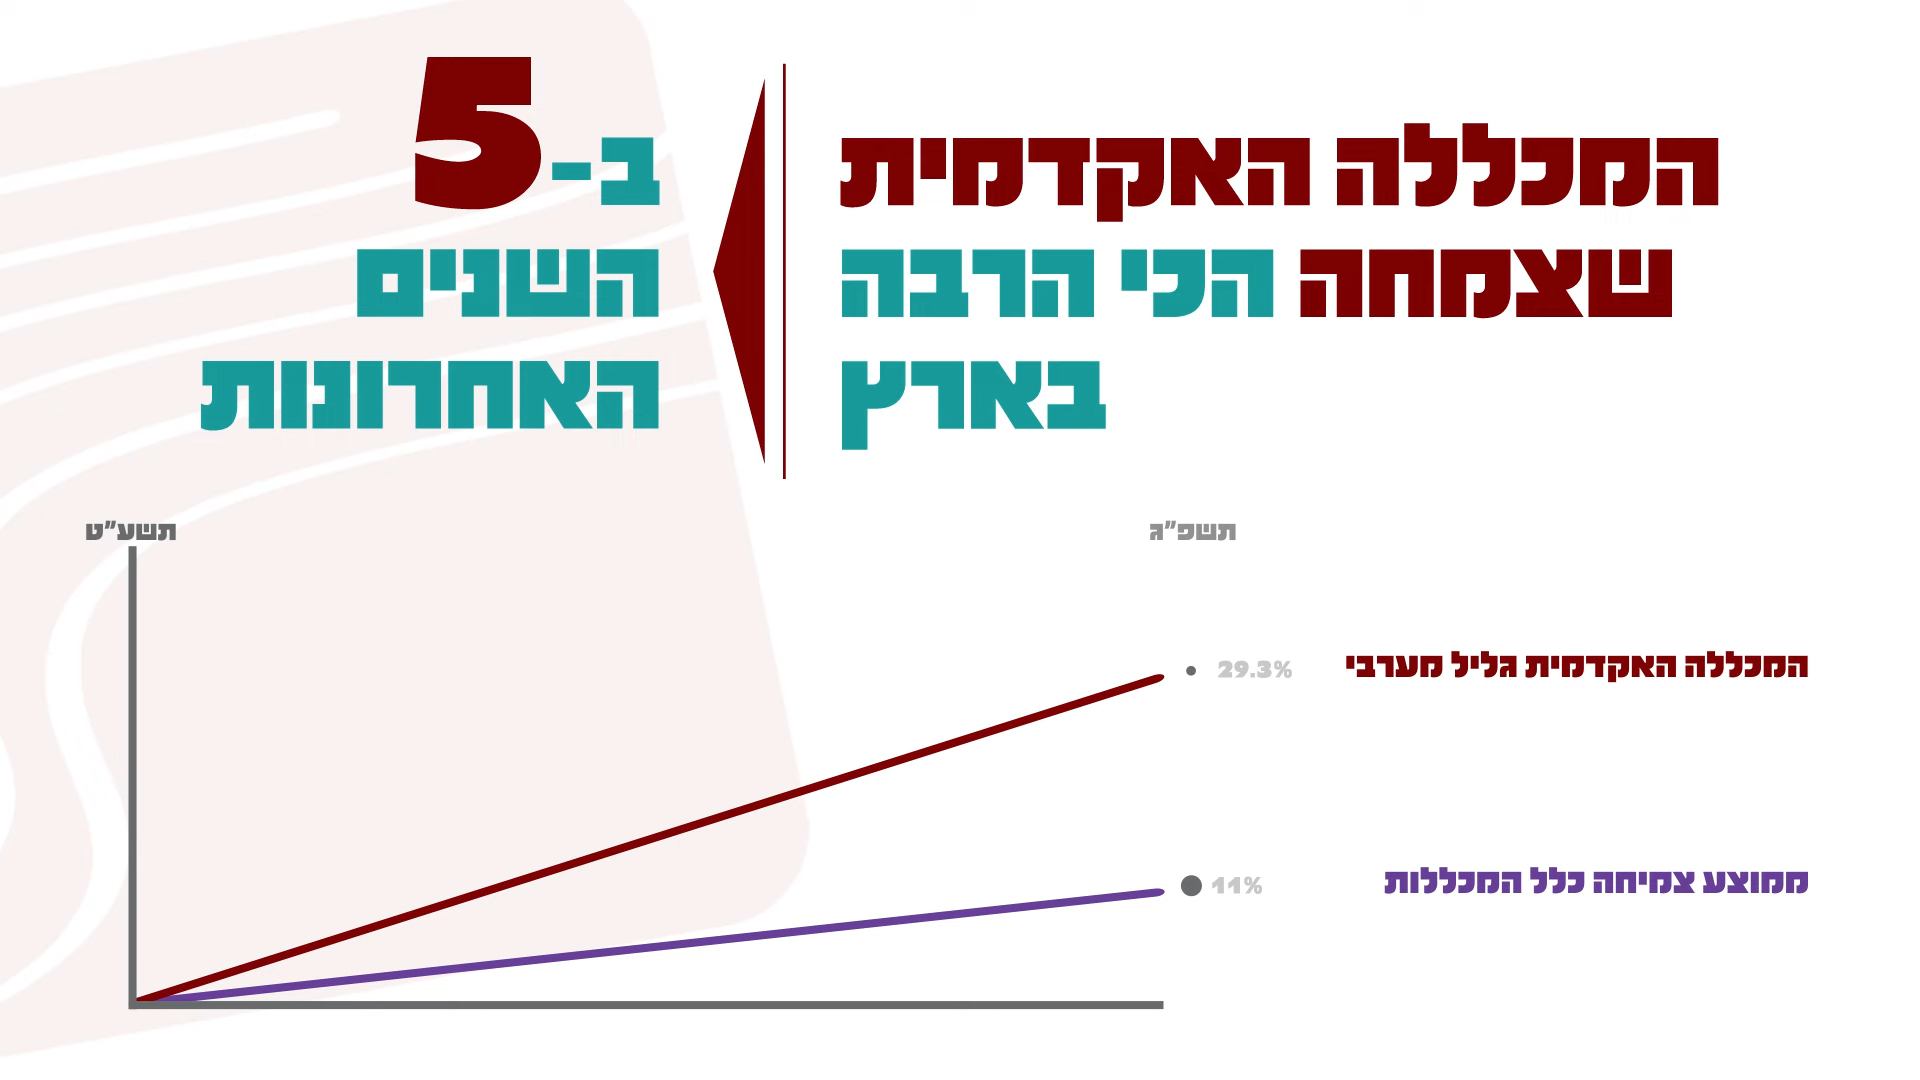 המכללה האקדמית
שצמחה הכי הרבה
בארץ
ב-5
השנים
האחרונות
תשפ"ג
תשע"ט
המכללה האקדמית גליל מערבי
29.3%
ממוצע צמיחה כלל המכללות
11%